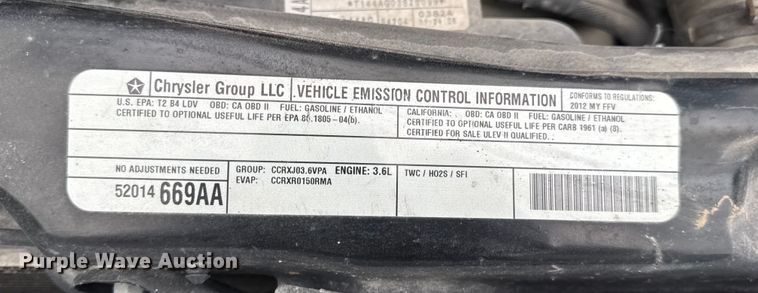 Chrysler Group LLC
VEHICLE EMISSION CONTROL INFORMATION
CONFORMS TO REGULATIONS:
2012 MY FFV
U.S. EPA: T2 B4 LDV OBD: CA OBD II FUEL: GASOLINE / ETHANOL
CERTIFIED TO OPTIONAL USEFUL LIFE PER EPA 86.1805-04(b).
CALIFORNIA: OBD: CA OBD II FUEL: GASOLINE / ETHANOL
CERTIFIED TO OPTIONAL USEFUL LIFE PER CARB 1961 (a) (8).
CERTIFIED FOR SALE ULEV II QUALIFIED.
NO ADJUSTMENTS NEEDED
52014 669AA
GROUP: CCRXJ03.6VPA ENGINE: 3.6L
EVAP: CCRXR0150RMA
TWC / HO2S / SFI
Purple Wave Auction